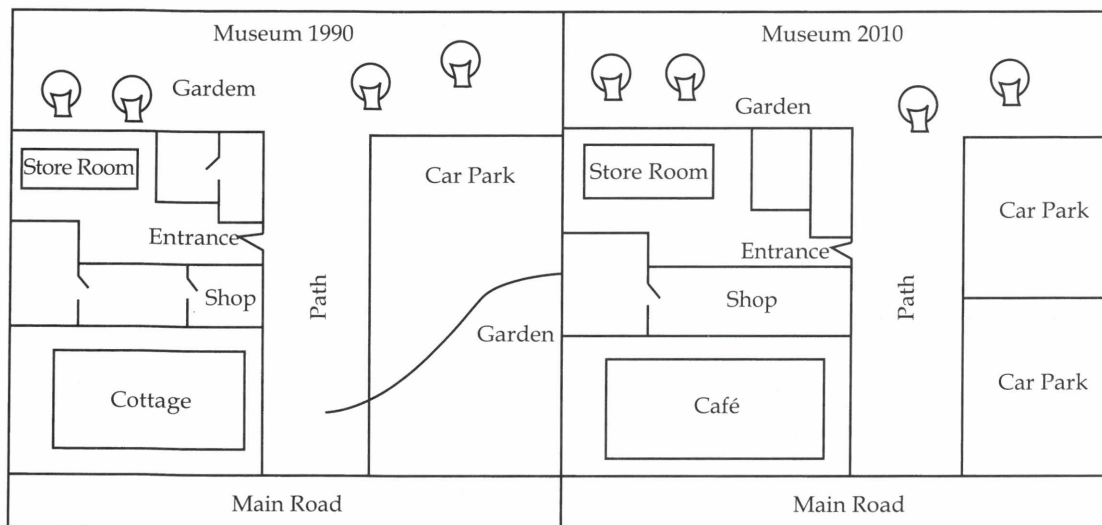 Museum 1990
Gardem
Store Room
Car Park
Entrance
Shop
Path
Garden
Cottage
Main Road
Museum 2010
Garden
Store Room
Car Park
Entrance
Shop
Path
Car Park
Café
Main Road